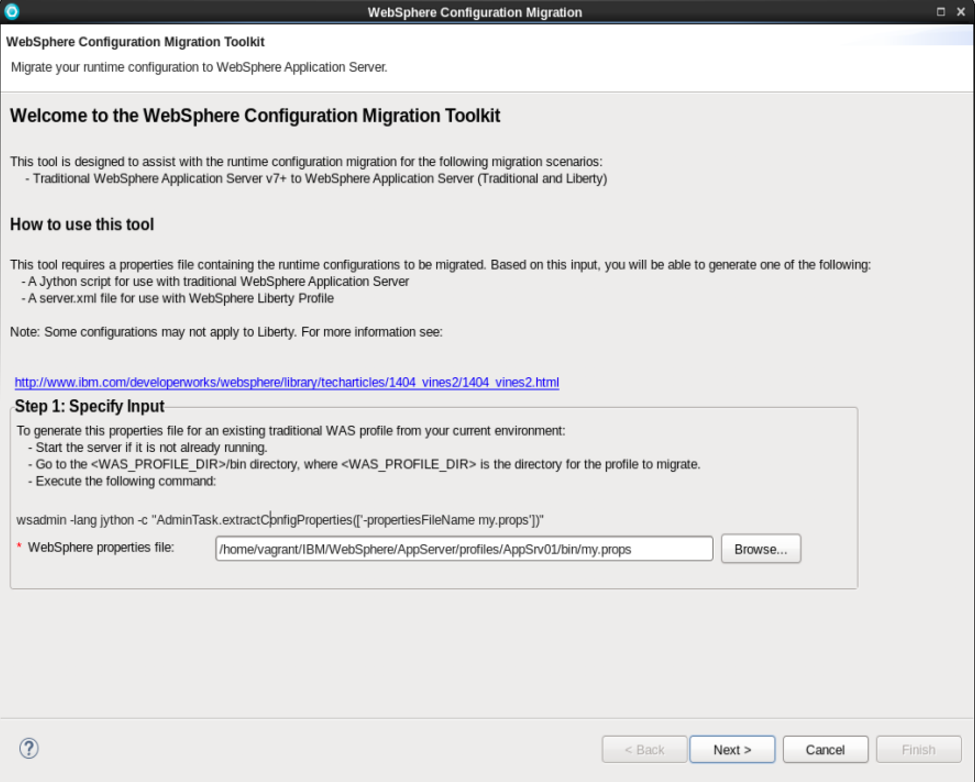 WebSphere Configuration Migration
WebSphere Configuration Migration Toolkit
Migrate your runtime configuration to WebSphere Application Server.
Welcome to the WebSphere Configuration Migration Toolkit
This tool is designed to assist with the runtime configuration migration for the following migration scenarios:
- Traditional WebSphere Application Server v7+ to WebSphere Application Server (Traditional and Liberty)
How to use this tool
This tool requires a properties file containing the runtime configurations to be migrated. Based on this input, you will be able to generate one of the following:
- A Jython script for use with traditional WebSphere Application Server
- A server.xml file for use with WebSphere Liberty Profile
Note: Some configurations may not apply to Liberty. For more information see:
http://www.ibm.com/developerworks/websphere/library/techarticles/1404_vines2/1404_vines2.html
Step 1: Specify Input
To generate this properties file for an existing traditional WAS profile from your current environment:
- Start the server if it is not already running.
- Go to the <WAS_PROFILE_DIR>/bin directory, where <WAS_PROFILE_DIR> is the directory for the profile to migrate.
- Execute the following command:
wsadmin -lang jython -c "AdminTask.extractConfigProperties(['-propertiesFileName my.props'])"
* WebSphere properties file: /home/vagrant/IBM/WebSphere/AppServer/profiles/AppSrv01/bin/my.props Browse...
? < Back Next > Cancel Finish